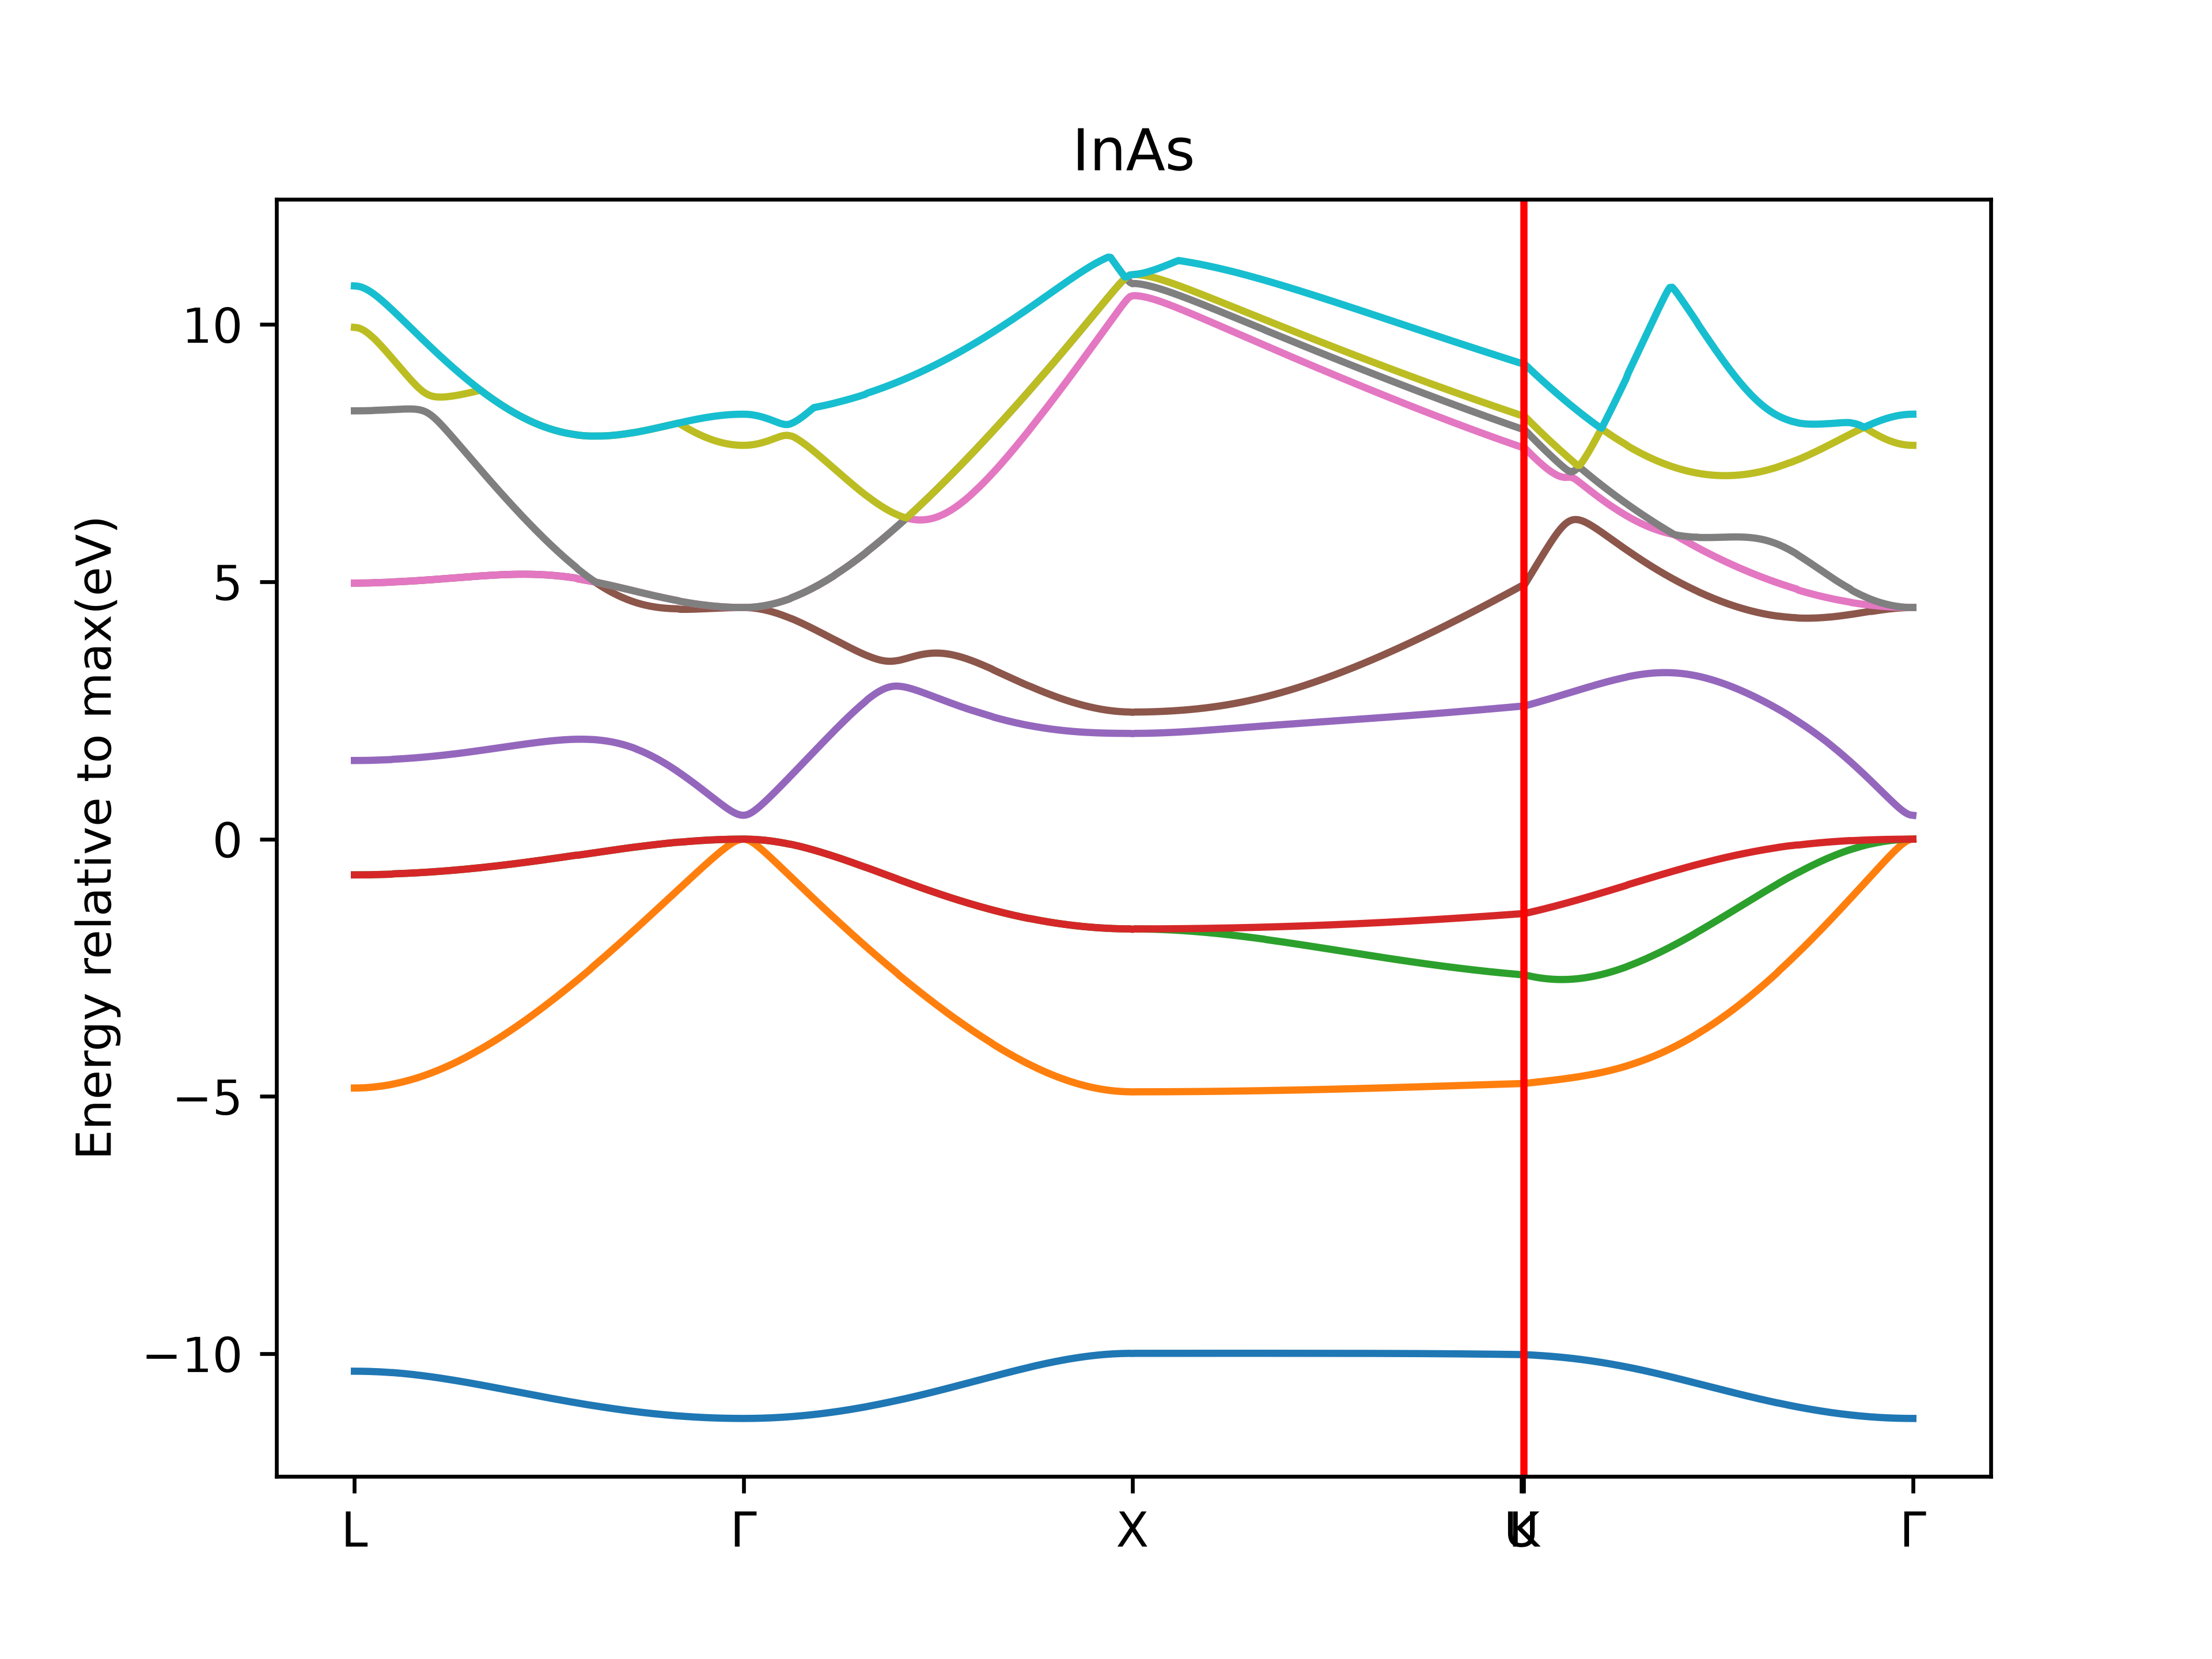 InAs
Energy relative to max(eV)
10
5
0
−5
−10
L
Γ
X
U
K
Γ